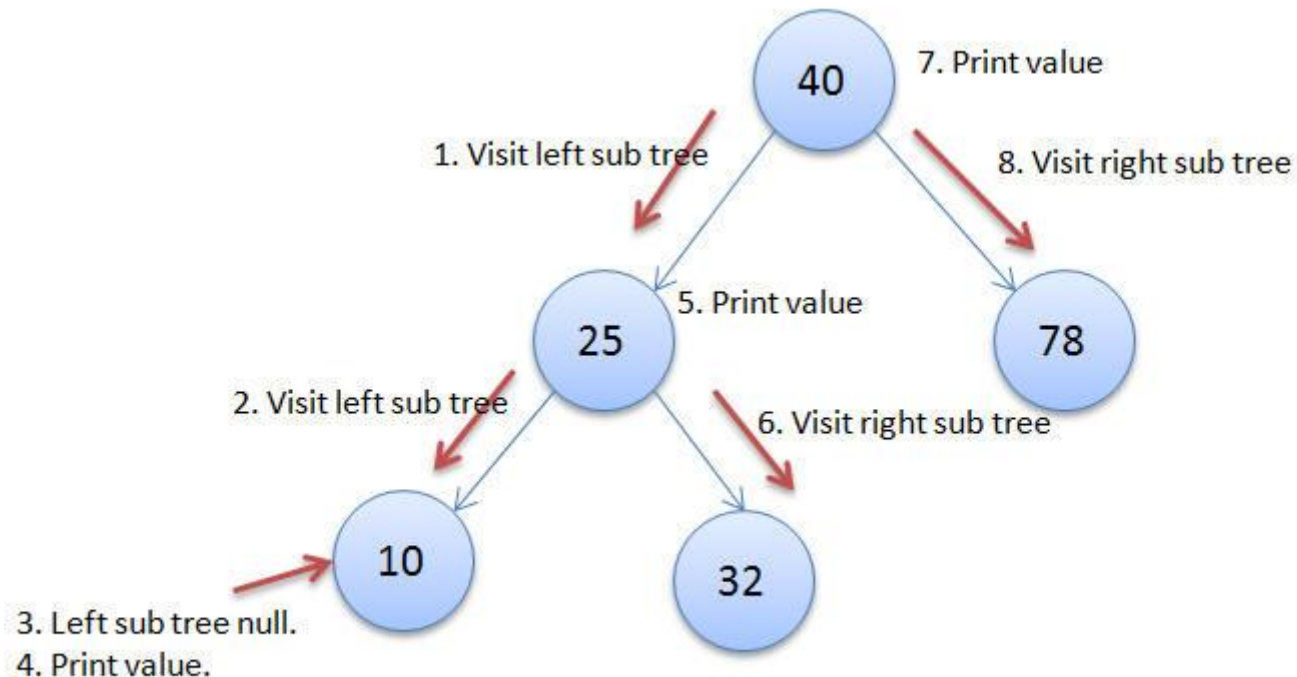 40
7. Print value
1. Visit left sub tree
8. Visit right sub tree
5. Print value
25
78
2. Visit left sub tree
6. Visit right sub tree
10
32
3. Left sub tree null.
4. Print value.